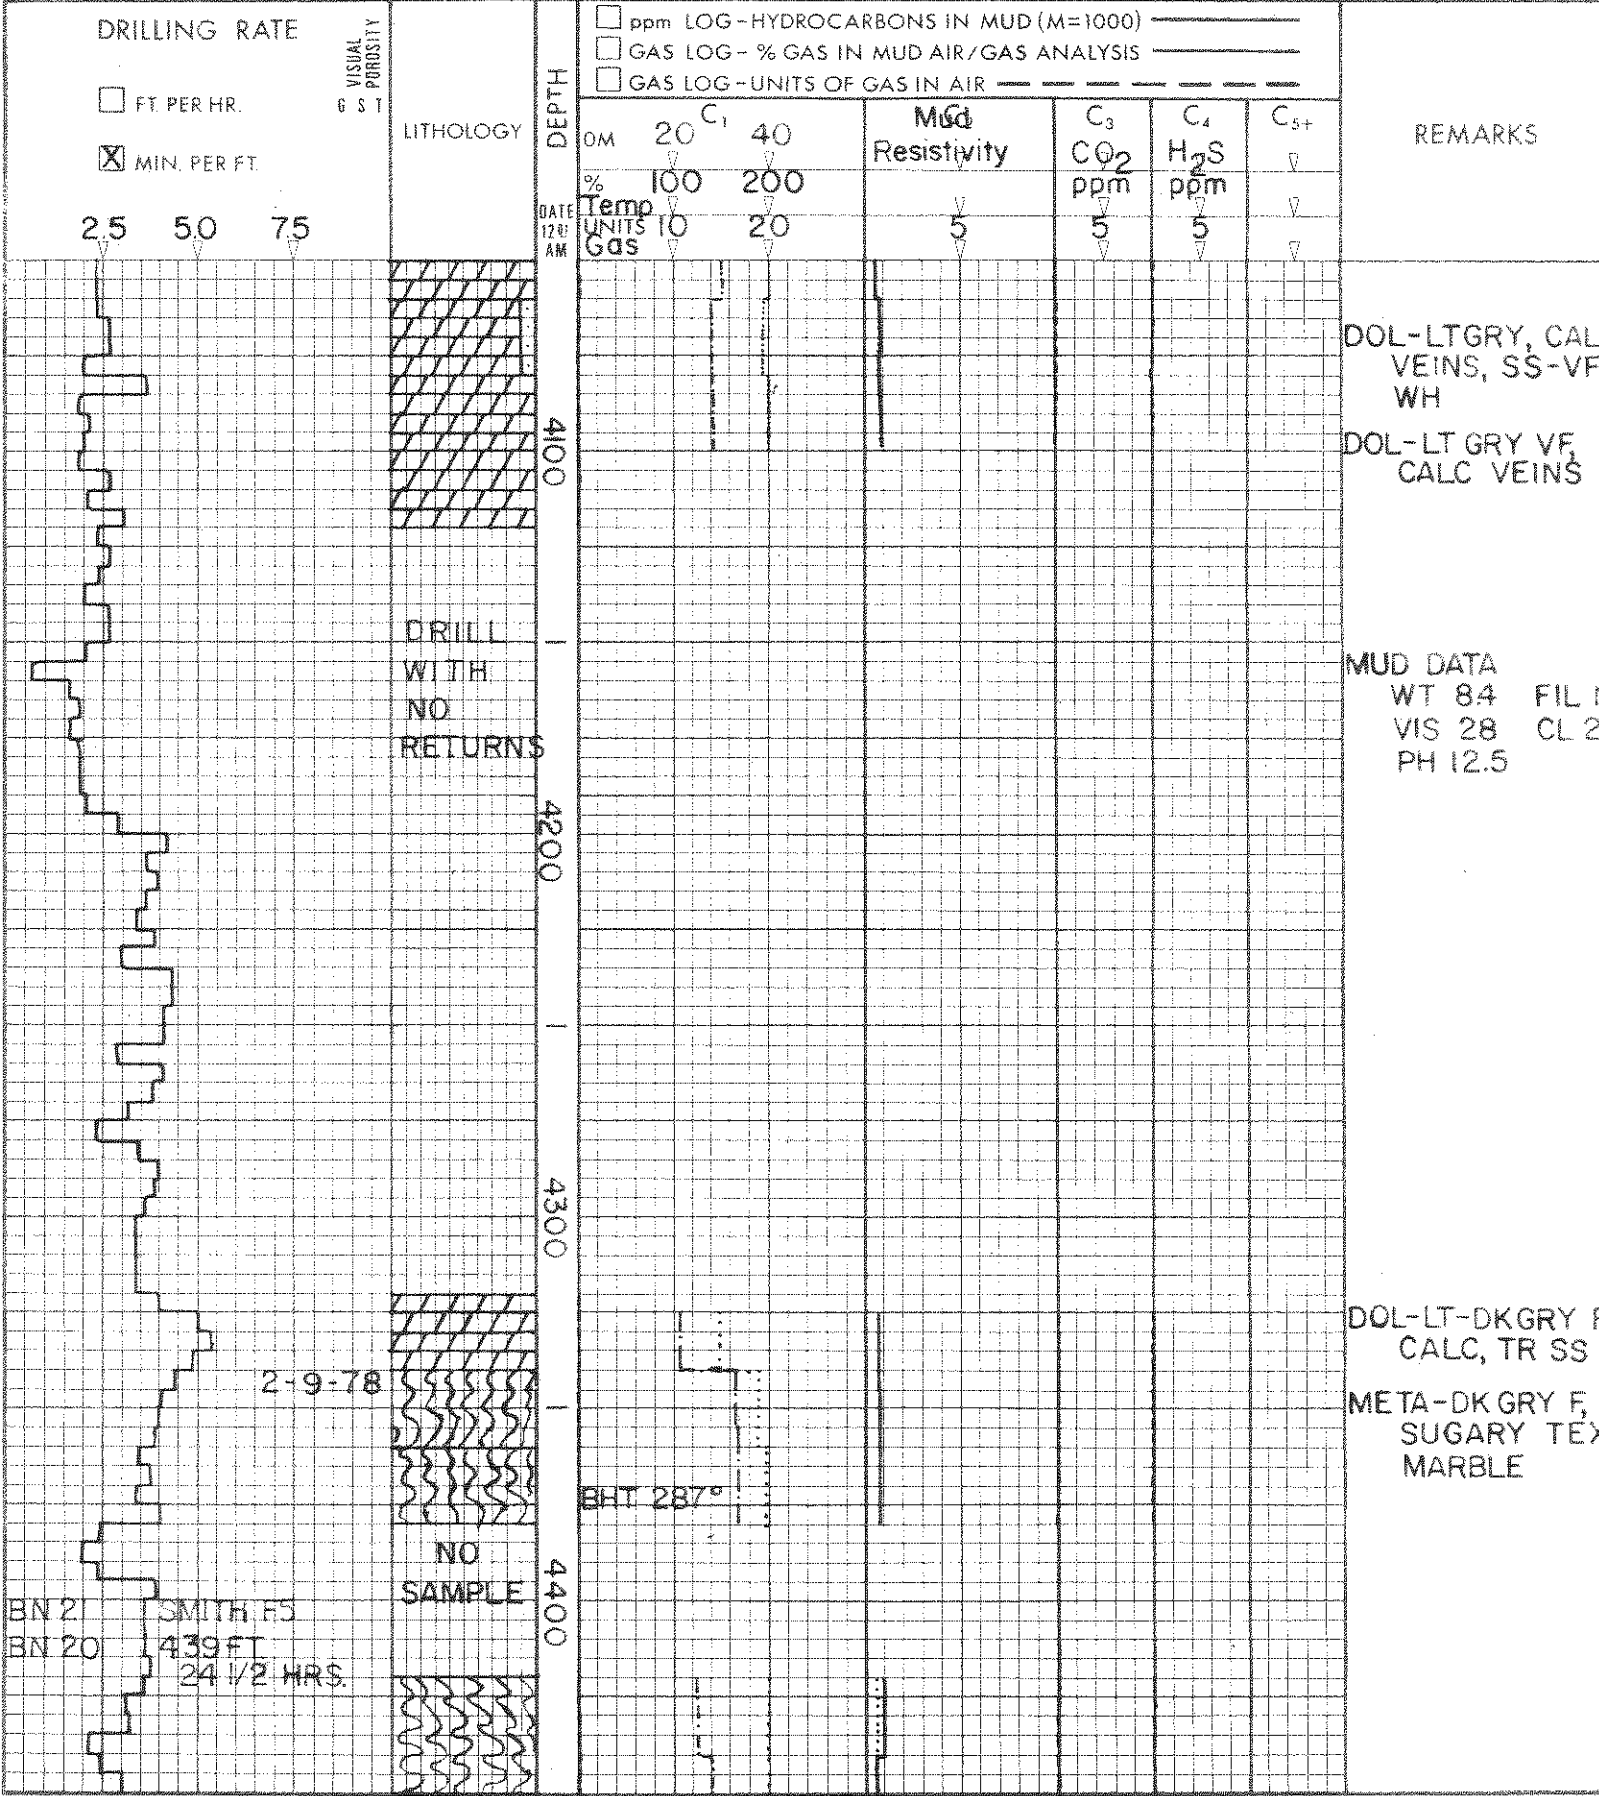 DRILLING RATE
VISUAL POROSITY
G S T
FT. PER HR.
X MIN. PER FT.
2.5 5.0 7.5
LITHOLOGY
DEPTH
DATE
12
AM
ppm LOG-HYDROCARBONS IN MUD (M=1000)
GAS LOG - % GAS IN MUD AIR/GAS ANALYSIS
GAS LOG-UNITS OF GAS IN AIR
C1 Mud C3 C4 C5+
OM 20 40 Resistivity CO2 H2S
% 100 200 ppm ppm
Temp
UNITS 10 20 5 5 5
Gas
REMARKS
DOL-LTGRY, CAL
VEINS, SS-VF
WH
4100
DOL-LT GRY VF,
CALC VEINS
DRILL
WITH
NO
RETURNS
MUD DATA
WT 8.4 FIL
VIS 28 CL 2
PH 12.5
4200
4300
DOL-LT-DKGRY
CALC, TR SS
2-9-78
META-DK GRY F,
SUGARY TEX
MARBLE
BHT 287°
NO
SAMPLE
4400
BN 21 SMITH F5
BN 20 439 FT
24 1/2 HRS.